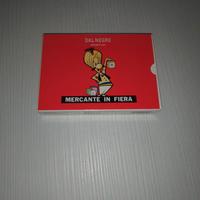 DAL NEGRO
MERCANTE IN FIERA